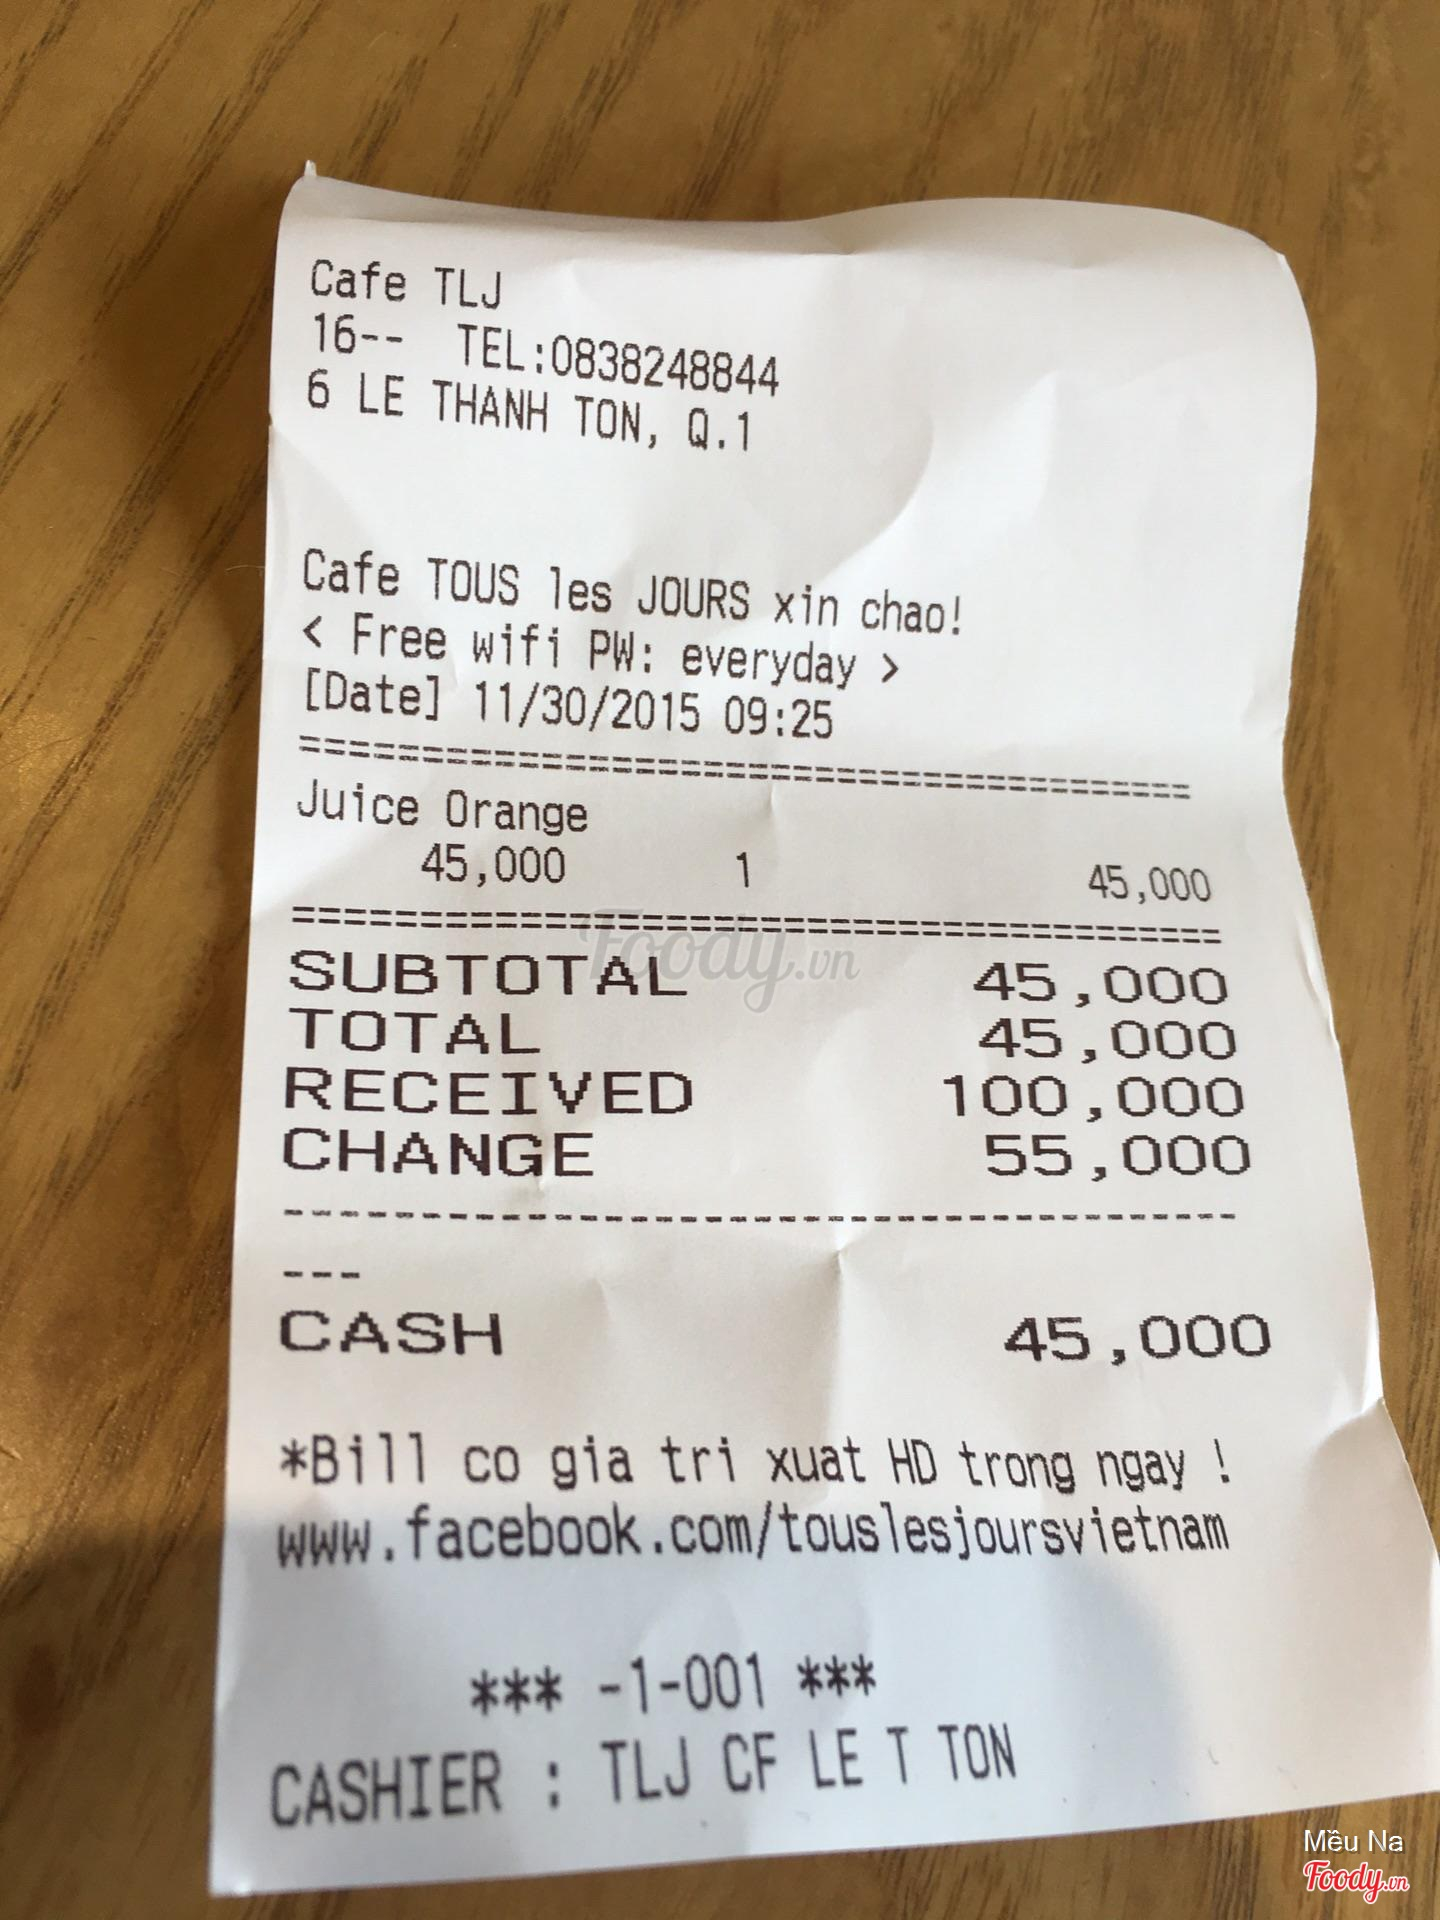 Cafe TLJ
16-- TEL:0838248844
6 LE THANH TON, Q.1
Cafe TOUS les JOURS xin chao!
< Free wifi PW: everyday >
[Date] 11/30/2015 09:25
==========================================
Juice Orange
45,000 1 45,000
==========================================
SUBTOTAL 45,000
TOTAL 45,000
RECEIVED 100,000
CHANGE 55,000
------------------------------------------
---
CASH 45,000
*Bill co gia tri xuat HD trong ngay !
www.facebook.com/touslesjoursvietnam
*** -1-001 ***
CASHIER : TLJ CF LE T TON
Foody.vn
Mều Na
Foody.vn